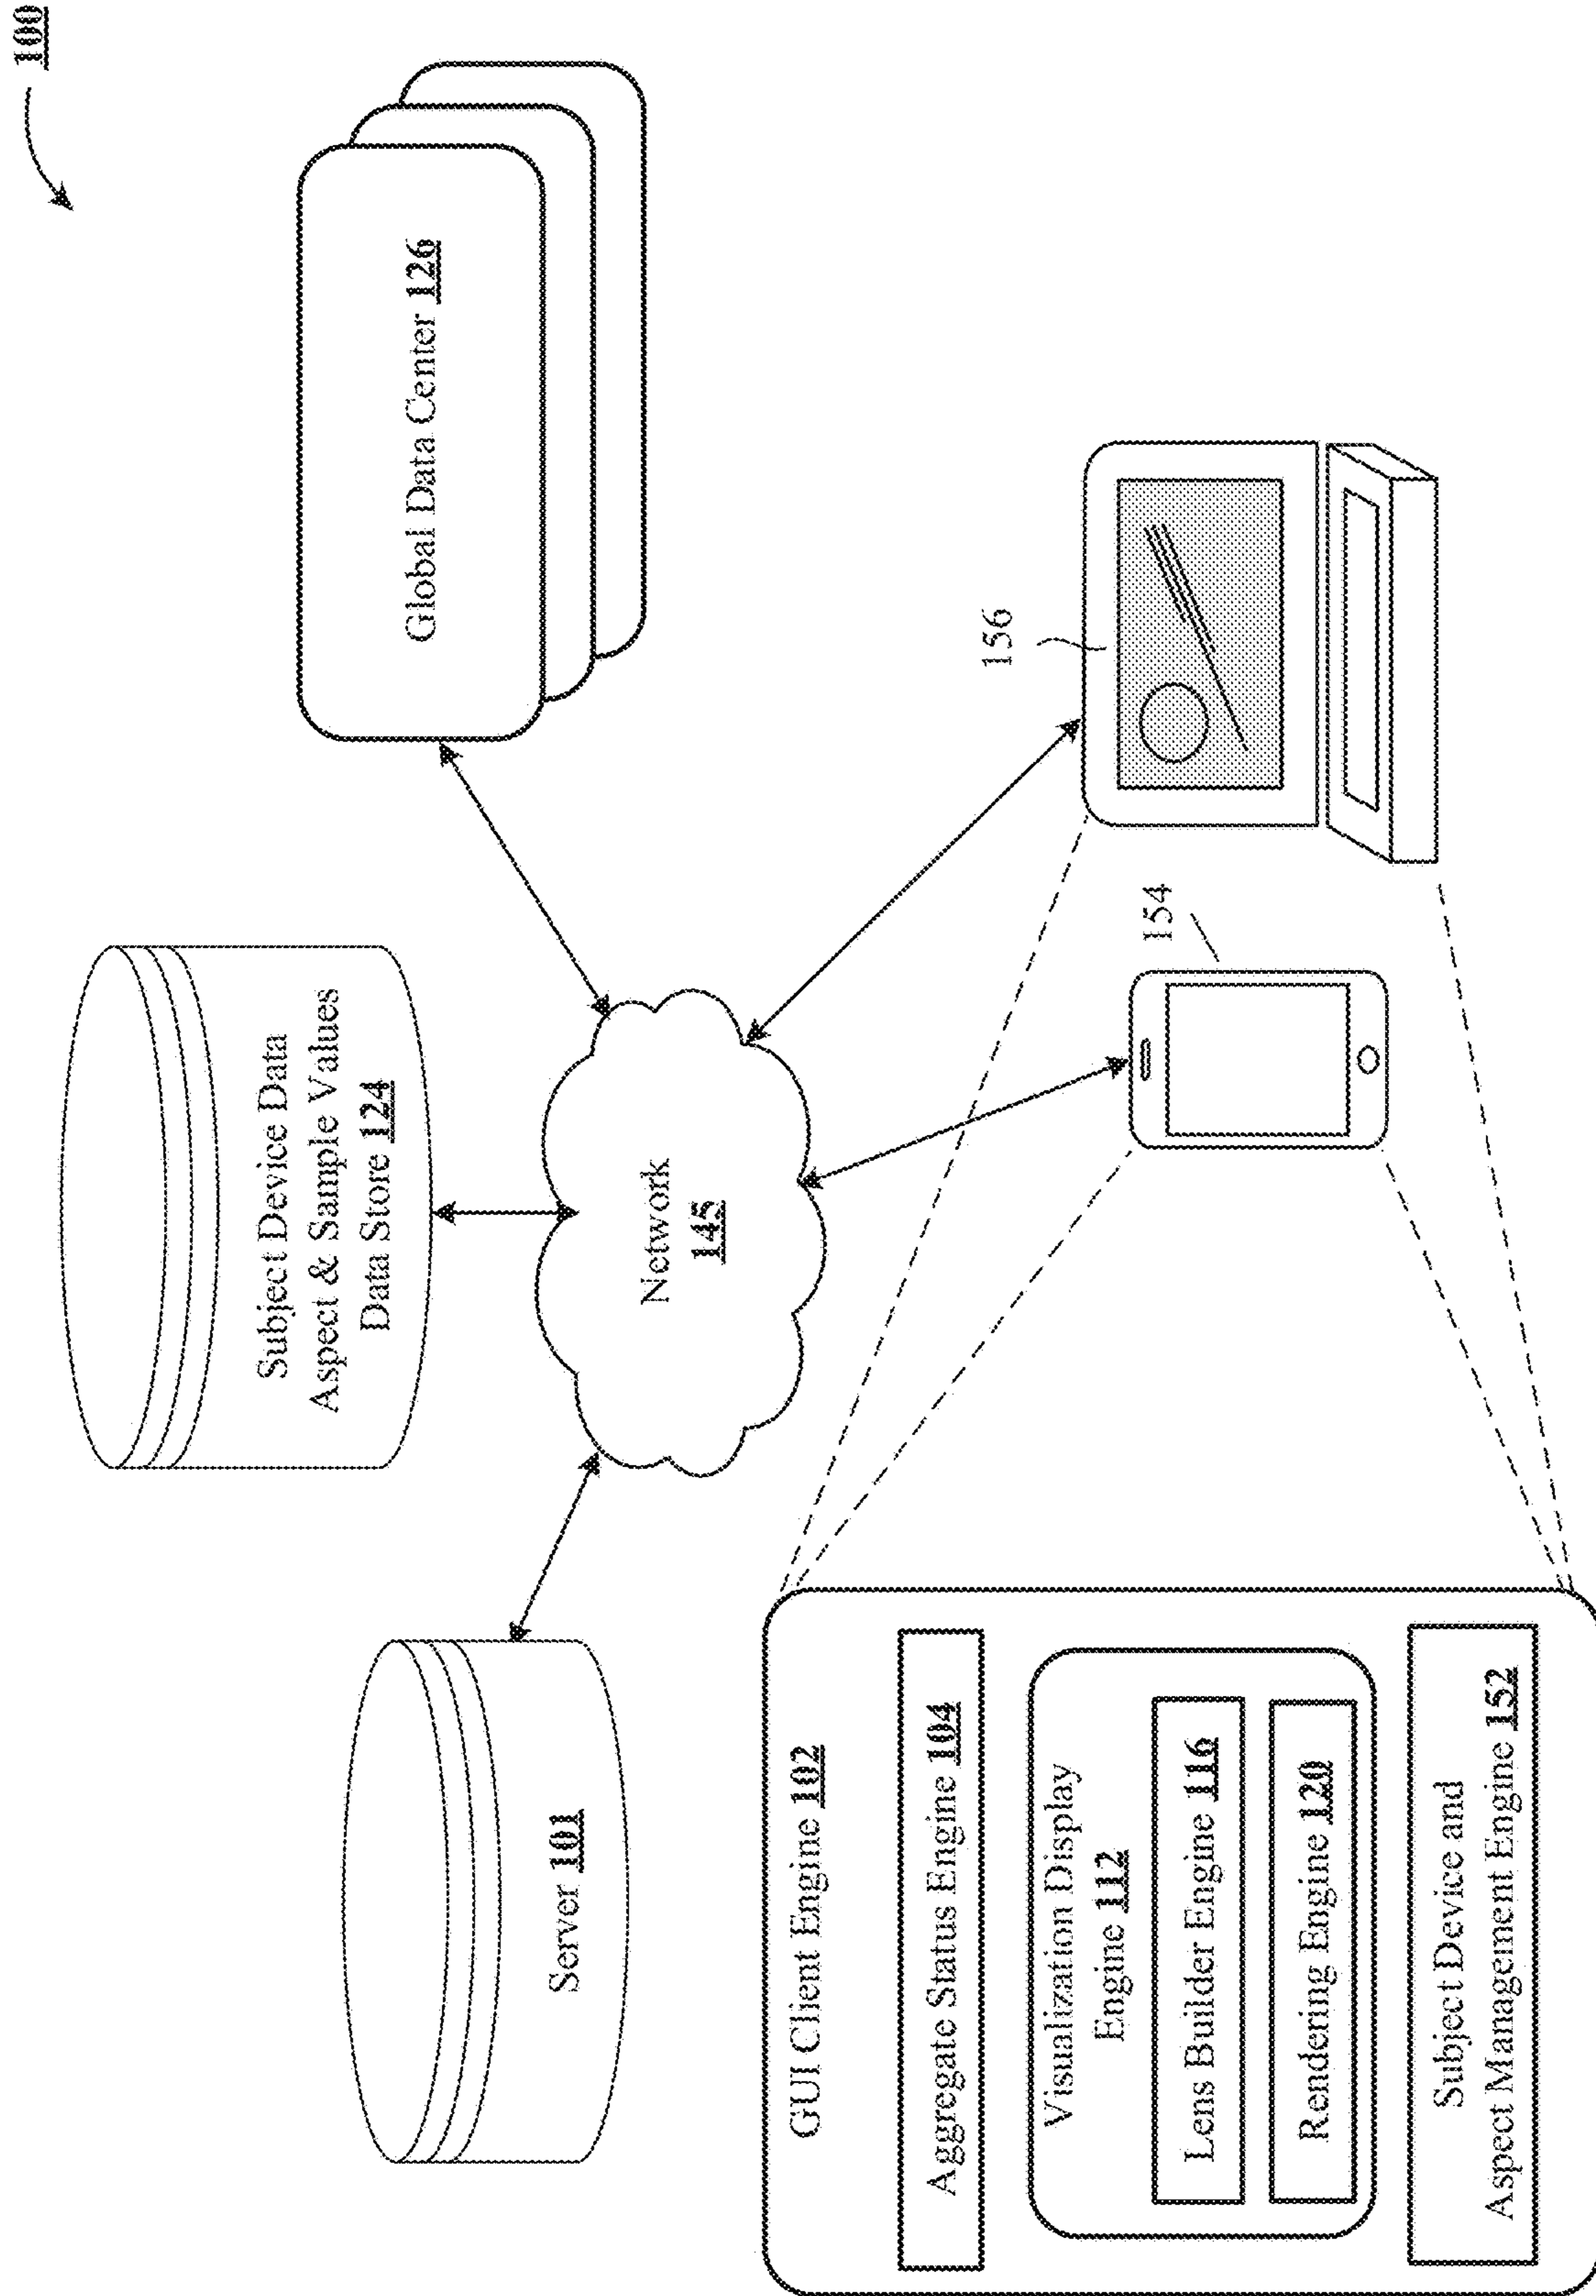 100
Server 101
Subject Device Data
Aspect & Sample Values
Data Store 124
Global Data Center 126
Network
145
GUI Client Engine 102
Aggregate Status Engine 104
Visualization Display
Engine 112
Lens Builder Engine 116
Rendering Engine 120
Subject Device and
Aspect Management Engine 152
154
156